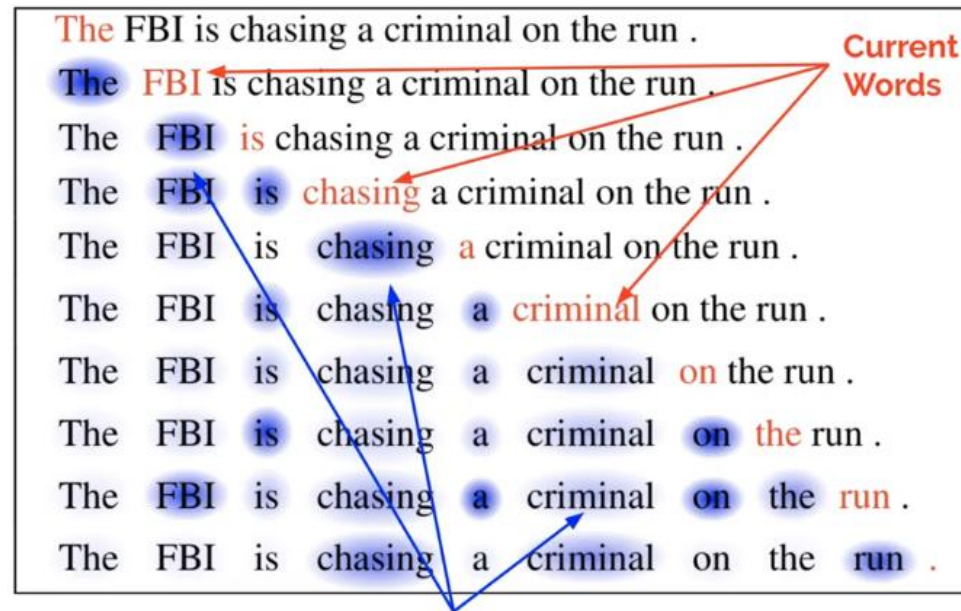 The FBI is chasing a criminal on the run .
Current
Words
The FBI is chasing a criminal on the run .
The FBI is chasing a criminal on the run .
The FBI is chasing a criminal on the run .
The FBI is chasing a criminal on the run .
The FBI is chasing a criminal on the run .
The FBI is chasing a criminal on the run .
The FBI is chasing a criminal on the run .
The FBI is chasing a criminal on the run .
The FBI is chasing a criminal on the run .